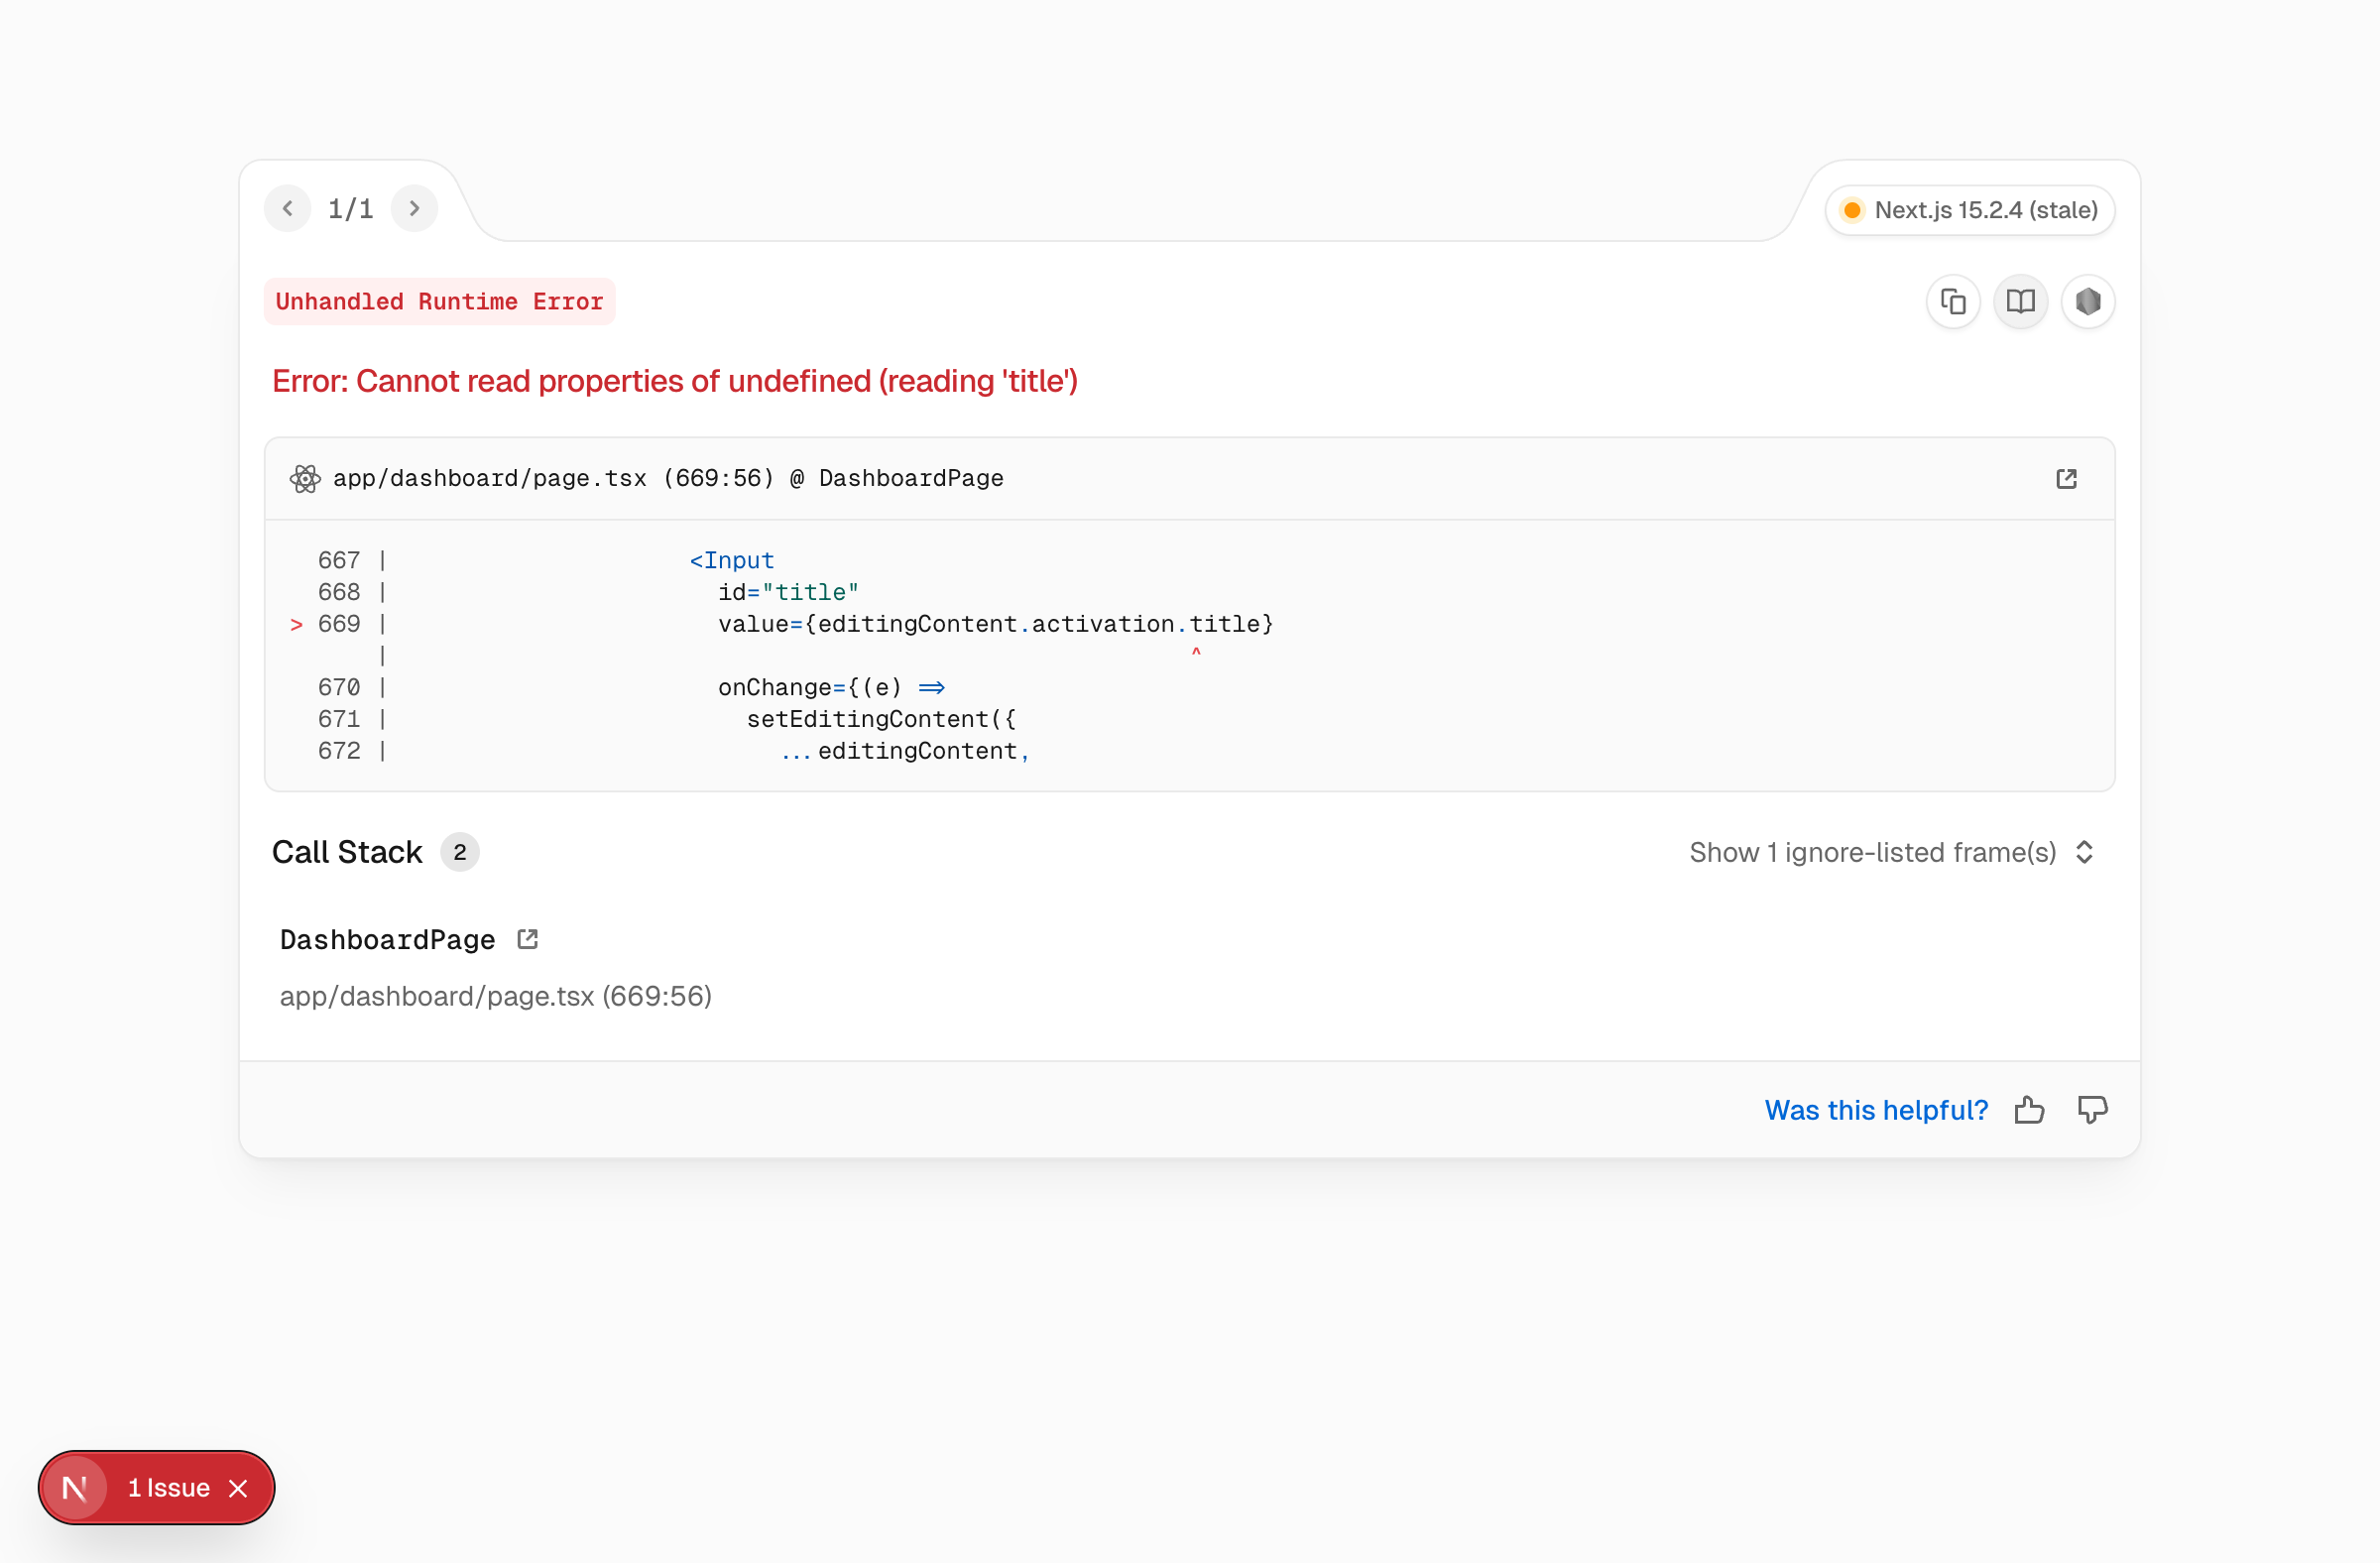 1/1
Next.js 15.2.4 (stale)
Unhandled Runtime Error
Error: Cannot read properties of undefined (reading 'title')
app/dashboard/page.tsx (669:56) @ DashboardPage
667 | <Input
668 | id="title"
> 669 | value={editingContent.activation.title}
| ^
670 | onChange={(e) =>
671 | setEditingContent({
672 | ...editingContent,
Call Stack 2
Show 1 ignore-listed frame(s)
DashboardPage
app/dashboard/page.tsx (669:56)
Was this helpful?
N 1 Issue